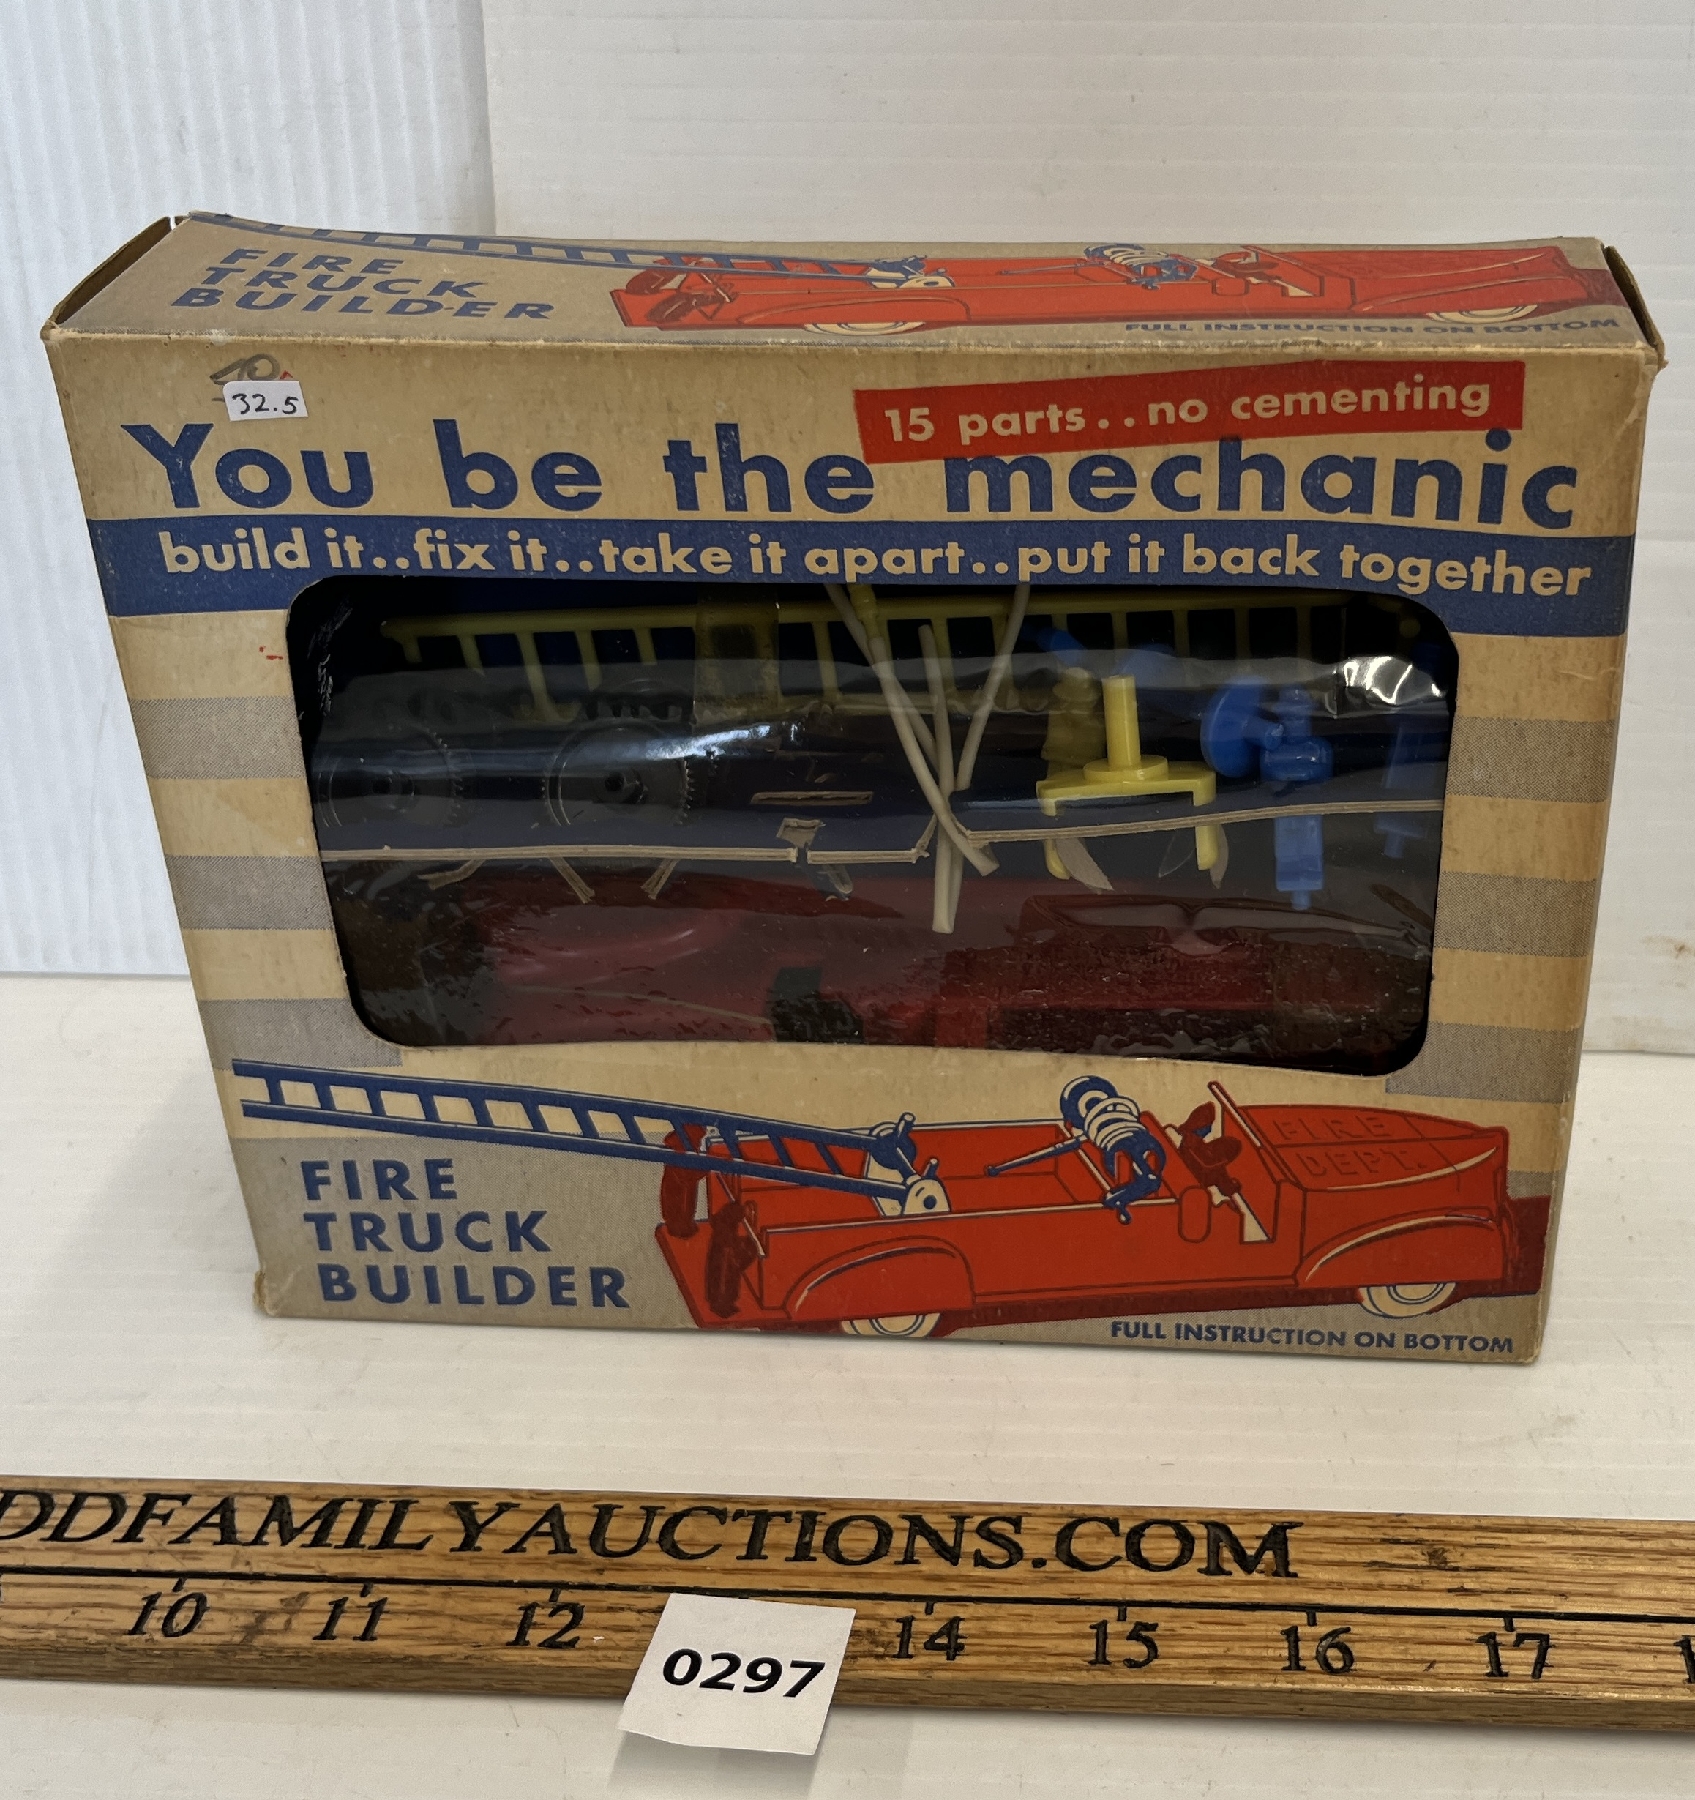 FIRE
TRUCK
BUILDER
FULL INSTRUCTION ON BOTTOM
32.5
15 parts..no cementing
You be the mechanic
build it..fix it..take it apart..put it back together
FIRE
DEPT.
FIRE
TRUCK
BUILDER
FULL INSTRUCTION ON BOTTOM
DDFAMILYAUCTIONS.COM
10 11 12 14 15 16 17
0297